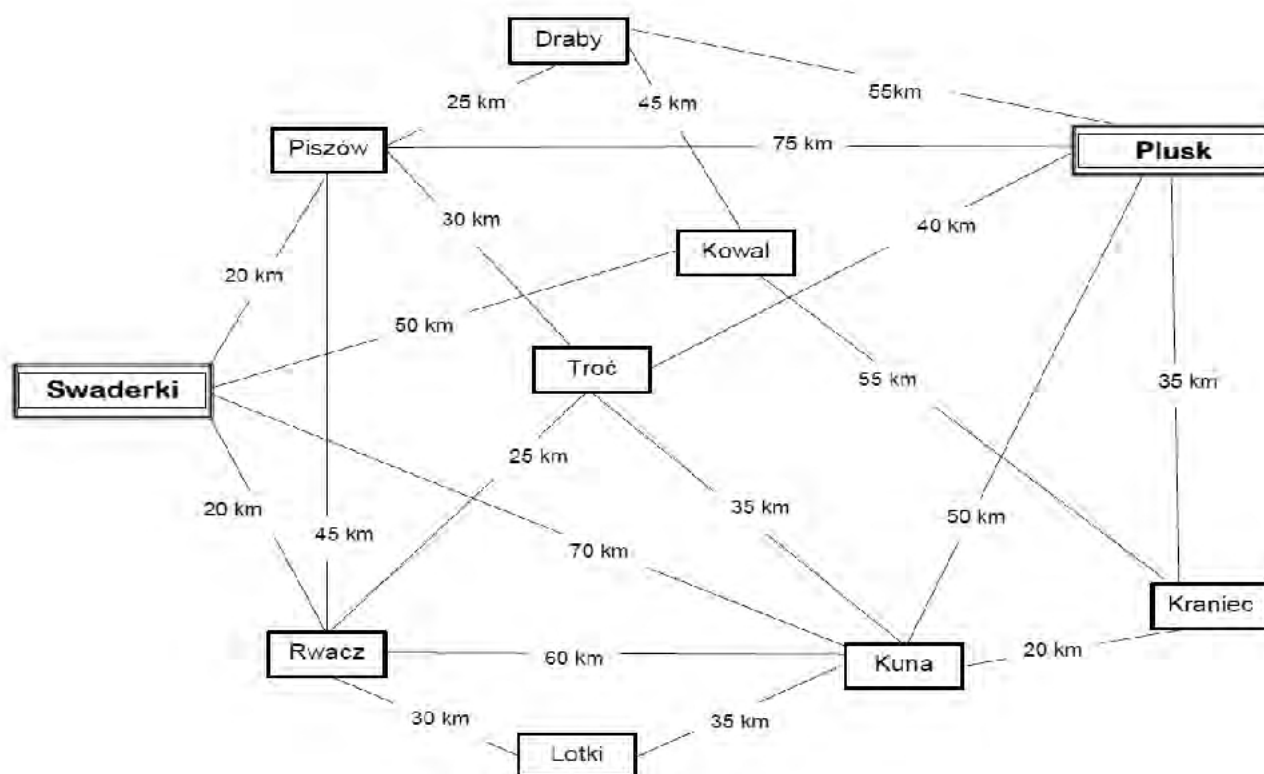 Draby
55km
25 km
45 km
Piszów
75 km
Plusk
30 km
40 km
Kowal
20 km
50 km
Troć
Swaderki
55 km
35 km
25 km
20 km
35 km
50 km
45 km
70 km
Kraniec
Rwacz
60 km
Kuna
20 km
30 km
35 km
Lotki